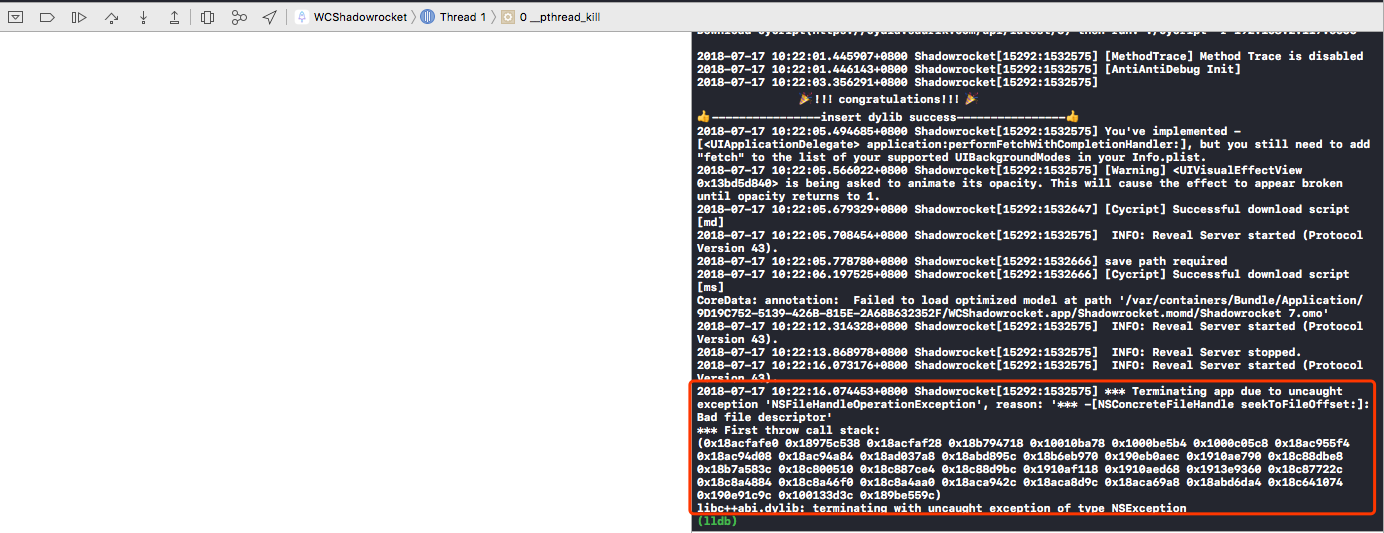 WCShadowrocket 〉 Thread 1 〉 0 __pthread_kill
2018-07-17 10:22:01.445907+0800 Shadowrocket[15292:1532575] [MethodTrace] Method Trace is disabled
2018-07-17 10:22:01.446143+0800 Shadowrocket[15292:1532575] [AntiAntiDebug Init]
2018-07-17 10:22:03.356291+0800 Shadowrocket[15292:1532575]
🎉!!! congratulations!!! 🎉
👍----------------insert dylib success----------------👍
2018-07-17 10:22:05.494685+0800 Shadowrocket[15292:1532575] You've implemented -
[<UIApplicationDelegate> application:performFetchWithCompletionHandler:], but you still need to add
"fetch" to the list of your supported UIBackgroundModes in your Info.plist.
2018-07-17 10:22:05.566022+0800 Shadowrocket[15292:1532575] [Warning] <UIVisualEffectView
0x13bd5d840> is being asked to animate its opacity. This will cause the effect to appear broken
until opacity returns to 1.
2018-07-17 10:22:05.679329+0800 Shadowrocket[15292:1532647] [Cycript] Successful download script
[md]
2018-07-17 10:22:05.708454+0800 Shadowrocket[15292:1532575]  INFO: Reveal Server started (Protocol
Version 43).
2018-07-17 10:22:05.778780+0800 Shadowrocket[15292:1532666] save path required
2018-07-17 10:22:06.197525+0800 Shadowrocket[15292:1532666] [Cycript] Successful download script
[ms]
CoreData: annotation:  Failed to load optimized model at path '/var/containers/Bundle/Application/
9D19C752-5139-426B-815E-2A68B632352F/WCShadowrocket.app/Shadowrocket.momd/Shadowrocket 7.omo'
2018-07-17 10:22:12.314328+0800 Shadowrocket[15292:1532575]  INFO: Reveal Server started (Protocol
Version 43).
2018-07-17 10:22:13.868978+0800 Shadowrocket[15292:1532575]  INFO: Reveal Server stopped.
2018-07-17 10:22:16.073176+0800 Shadowrocket[15292:1532575]  INFO: Reveal Server started (Protocol
Version 43).
2018-07-17 10:22:16.074453+0800 Shadowrocket[15292:1532575] *** Terminating app due to uncaught
exception 'NSFileHandleOperationException', reason: '*** -[NSConcreteFileHandle seekToFileOffset:]:
Bad file descriptor'
*** First throw call stack:
(0x18acfafe0 0x18975c538 0x18acfaf28 0x18b794718 0x10010ba78 0x1000be5b4 0x1000c05c8 0x18ac955f4
0x18ac94d08 0x18ac94a84 0x18ad037a8 0x18abd895c 0x18b6eb970 0x190eb0aec 0x1910ae790 0x18c88dbe8
0x18b7a583c 0x18c800510 0x18c887ce4 0x18c88d9bc 0x1910af118 0x1910aed68 0x1913e9360 0x18c87722c
0x18c8a4884 0x18c8a46f0 0x18c8a4aa0 0x18aca942c 0x18aca8d9c 0x18aca69a8 0x18abd6da4 0x18c641074
0x190e91c9c 0x100133d3c 0x189be559c)
libc++abi.dylib: terminating with uncaught exception of type NSException
(lldb)